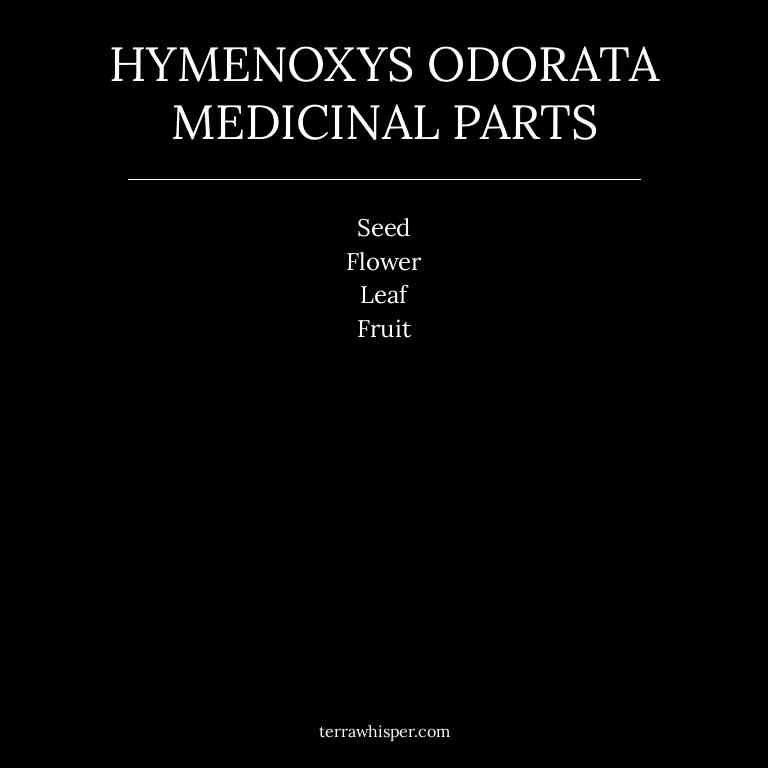 HYMENOXYS ODORATA
MEDICINAL PARTS
Seed
Flower
Leaf
Fruit
terrawhisper.com